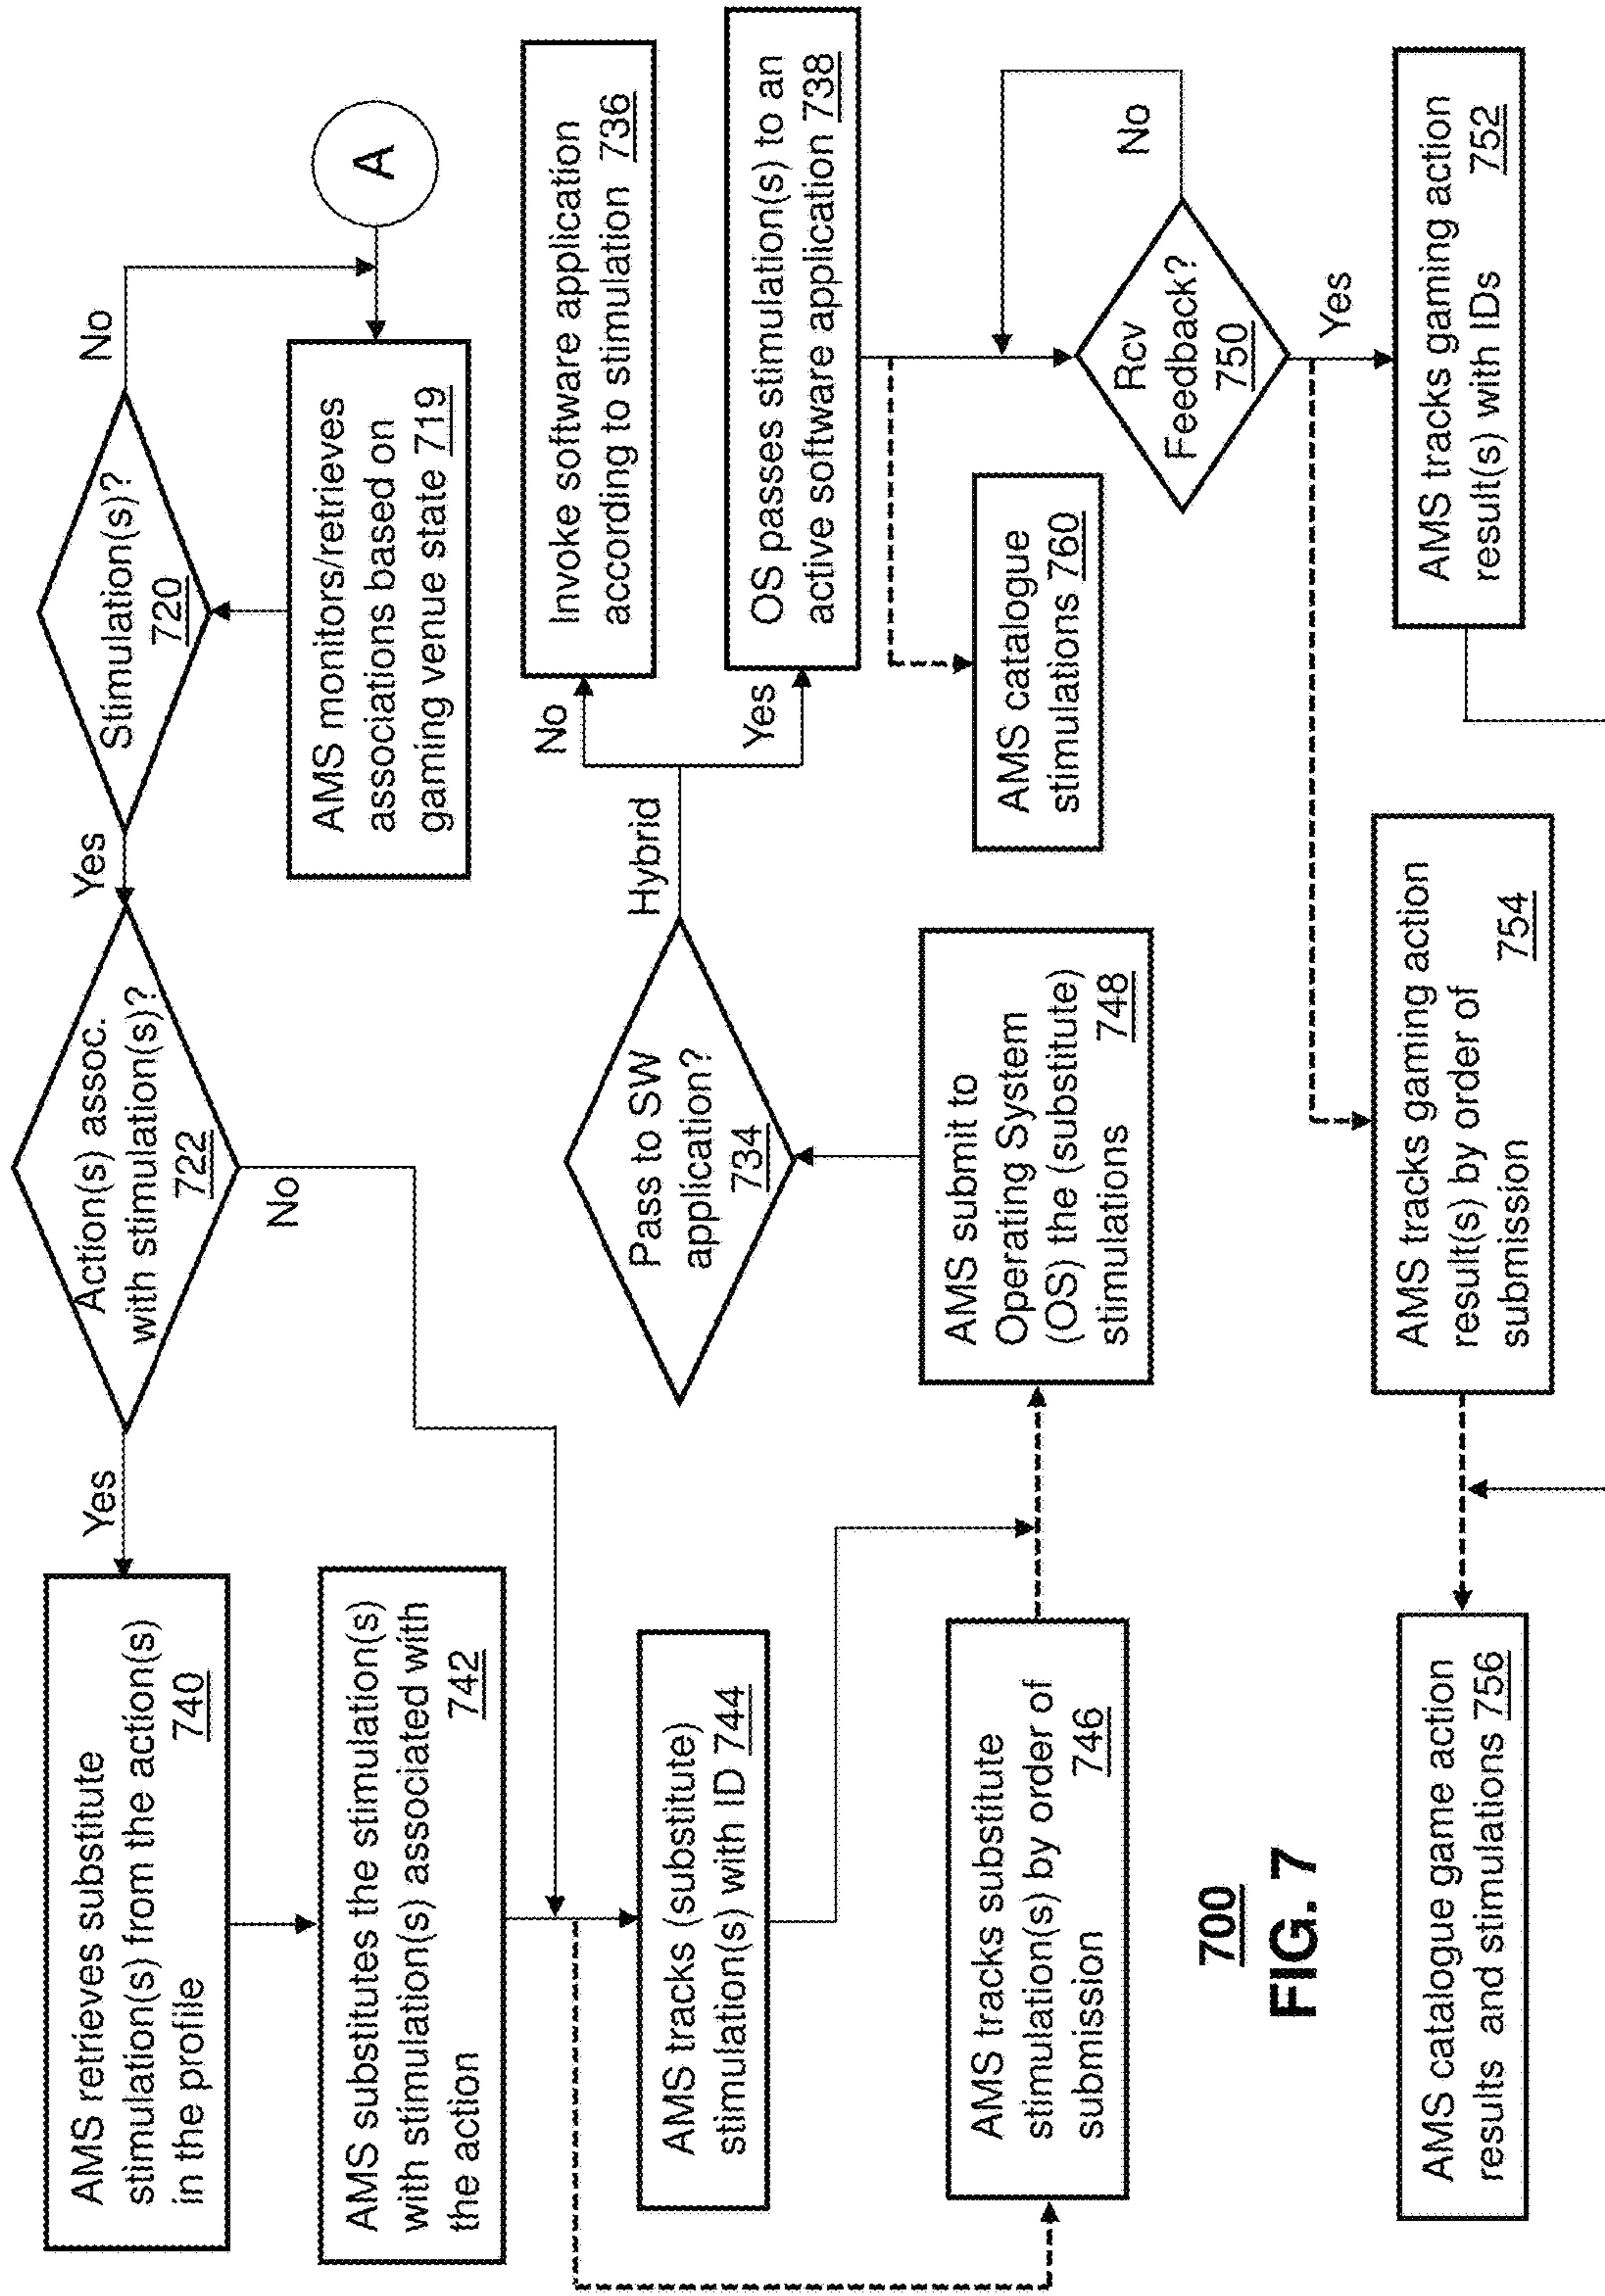 AMS retrieves substitute
stimulation(s) from the action(s)
in the profile 740
Yes
Action(s) assoc.
with stimulation(s)?
722
Yes
Stimulation(s)?
720
No
No
AMS monitors/retrieves
associations based on
gaming venue state 719
A
AMS substitutes the stimulation(s)
with stimulation(s) associated with
the action 742
AMS tracks (substitute)
stimulation(s) with ID 744
Pass to SW
application?
734
Hybrid
No
Yes
Invoke software application
according to stimulation 736
OS passes stimulation(s) to an
active software application 738
AMS tracks substitute
stimulation(s) by order of
submission 746
AMS submit to
Operating System
(OS) the (substitute)
stimulations 748
AMS catalogue
stimulations 760
Rcv
Feedback?
750
No
Yes
AMS catalogue game action
results and stimulations 756
AMS tracks gaming action
result(s) by order of
submission 754
AMS tracks gaming action
result(s) with IDs 752
700
FIG. 7